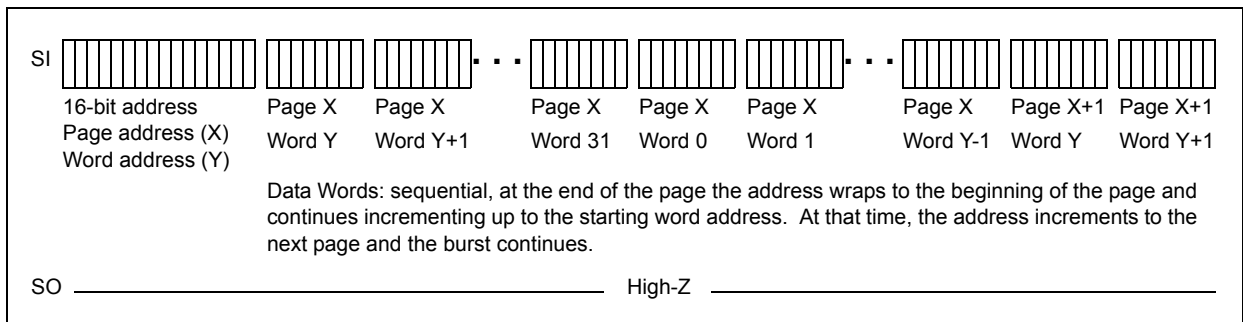 SI
. . .
. . .
16-bit address
Page address (X)
Word address (Y)
Page X
Word Y
Page X
Word Y+1
Page X
Word 31
Page X
Word 0
Page X
Word 1
Page X
Word Y-1
Page X+1
Word Y
Page X+1
Word Y+1
Data Words: sequential, at the end of the page the address wraps to the beginning of the page and
continues incrementing up to the starting word address. At that time, the address increments to the
next page and the burst continues.
SO
High-Z